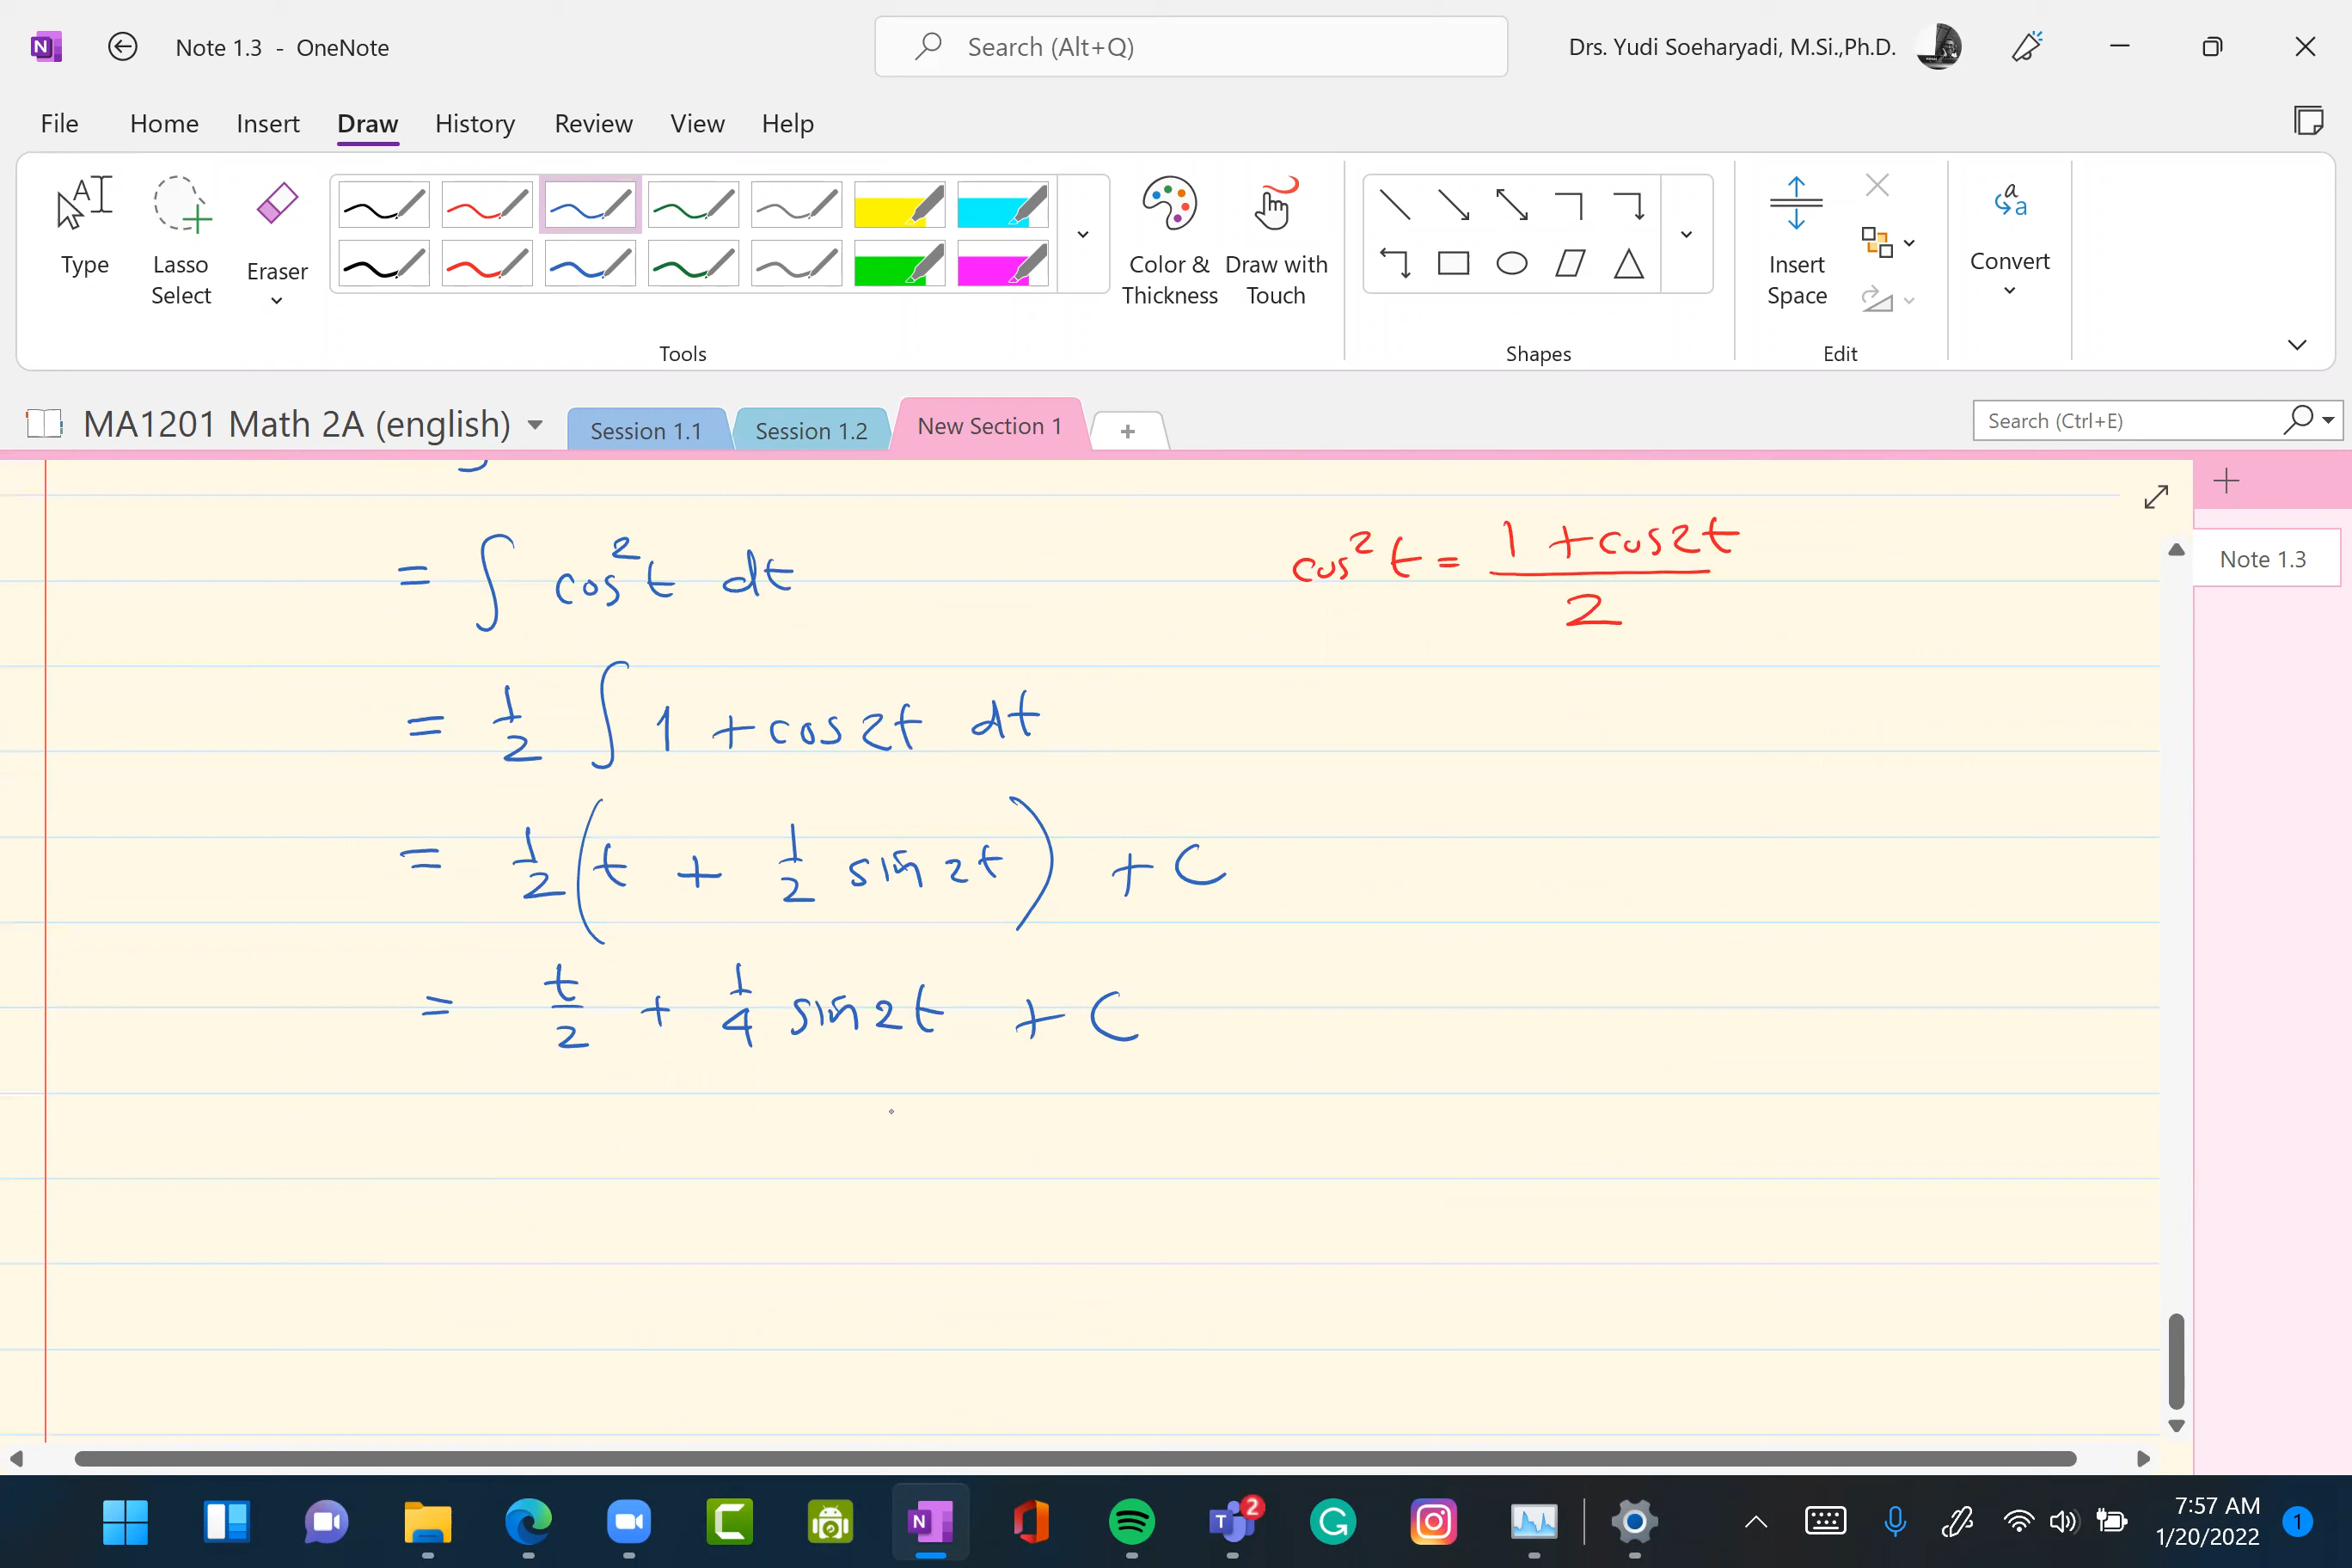 Note 1.3 - OneNote
Search (Alt+Q)
Drs. Yudi Soeharyadi, M.Si.,Ph.D.
File Home Insert Draw History Review View Help
Type
Lasso Select
Eraser
Color & Thickness
Draw with Touch
Insert Space
Convert
Tools
Shapes
Edit
MA1201 Math 2A (english)
Session 1.1
Session 1.2
New Section 1
Search (Ctrl+E)
Note 1.3
= ∫ cos² t dt
cos² t = (1 + cos 2t)/2
= 1/2 ∫ 1 + cos 2t dt
= 1/2 (t + 1/2 sin 2t) + C
= t/2 + 1/4 sin 2t + C
2
7:57 AM
1/20/2022
1